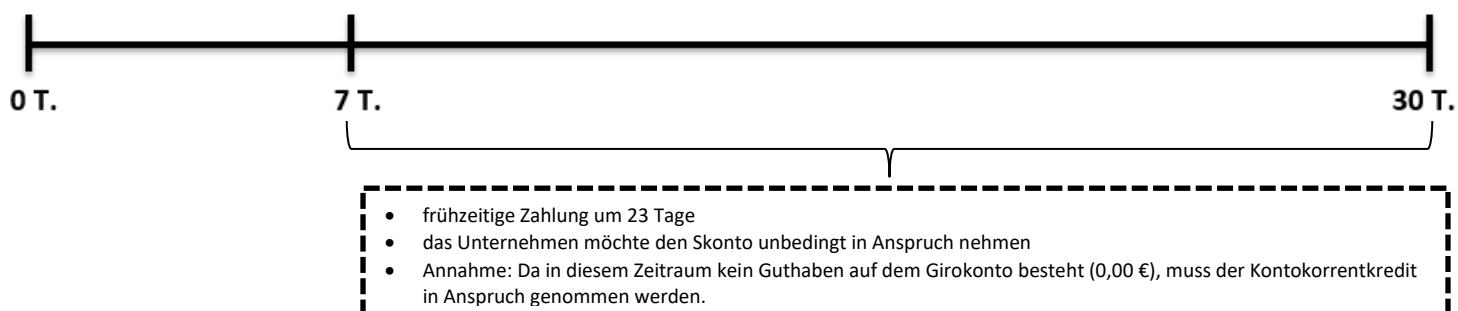 0 T. 7 T. 30 T.
• frühzeitige Zahlung um 23 Tage
• das Unternehmen möchte den Skonto unbedingt in Anspruch nehmen
• Annahme: Da in diesem Zeitraum kein Guthaben auf dem Girokonto besteht (0,00 €), muss der Kontokorrentkredit
in Anspruch genommen werden.